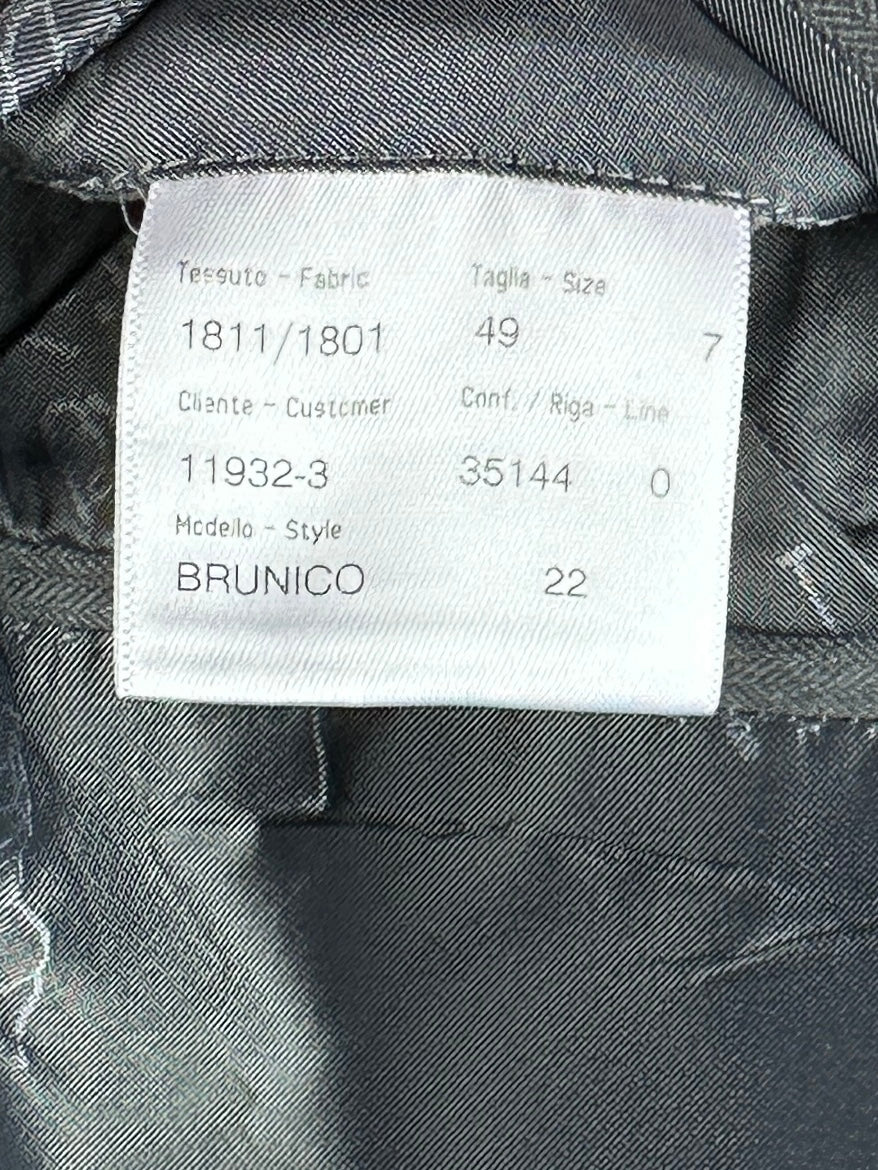 Tessuto - Fabric Taglia - Size
1811/1801 49 7
Cliente - Customer Conf. / Riga - Line
11932-3 35144 0
Modello - Style
BRUNICO 22